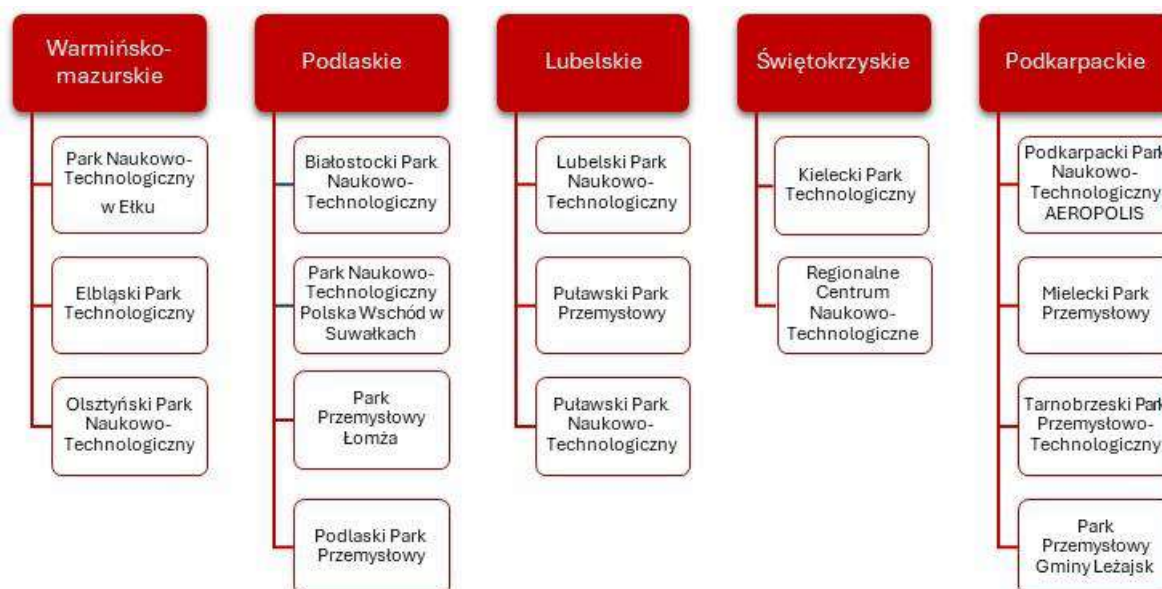 Warmińsko-
mazurskie
Park Naukowo-
Technologiczny
w Ełku
Elbląski Park
Technologiczny
Olsztyński Park
Naukowo-
Technologiczny
Podlaskie
Białostocki Park
Naukowo-
Technologiczny
Park Naukowo-
Technologiczny
Polska Wschód w
Suwałkach
Park
Przemysłowy
Łomża
Podlaski Park
Przemysłowy
Lubelskie
Lubelski Park
Naukowo-
Technologiczny
Puławski Park
Przemysłowy
Puławski Park
Naukowo-
Technologiczny
Świętokrzyskie
Kielecki Park
Technologiczny
Regionalne
Centrum
Naukowo-
Technologiczne
Podkarpackie
Podkarpacki Park
Naukowo-
Technologiczny
AEROPOLIS
Mielecki Park
Przemysłowy
Tarnobrzeski Park
Przemysłowo-
Technologiczny
Park
Przemysłowy
Gminy Leżajsk